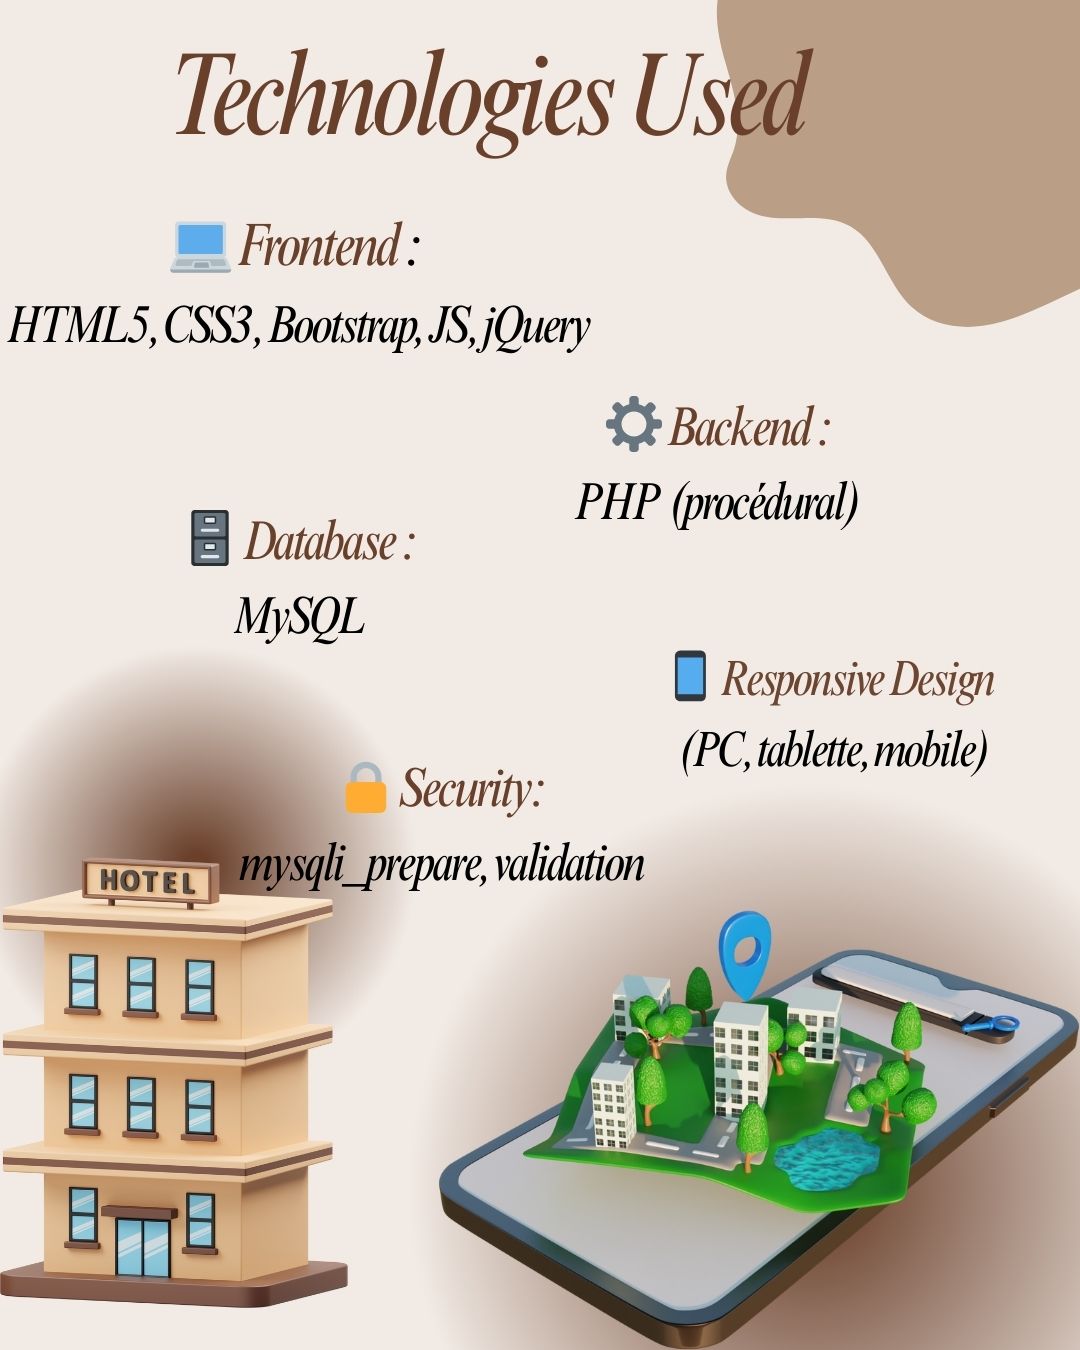 Technologies Used
Frontend :
HTML5, CSS3, Bootstrap, JS, jQuery
Backend :
PHP (procédural)
Database :
MySQL
Responsive Design
(PC, tablette, mobile)
Security:
mysqli_prepare, validation
HOTEL